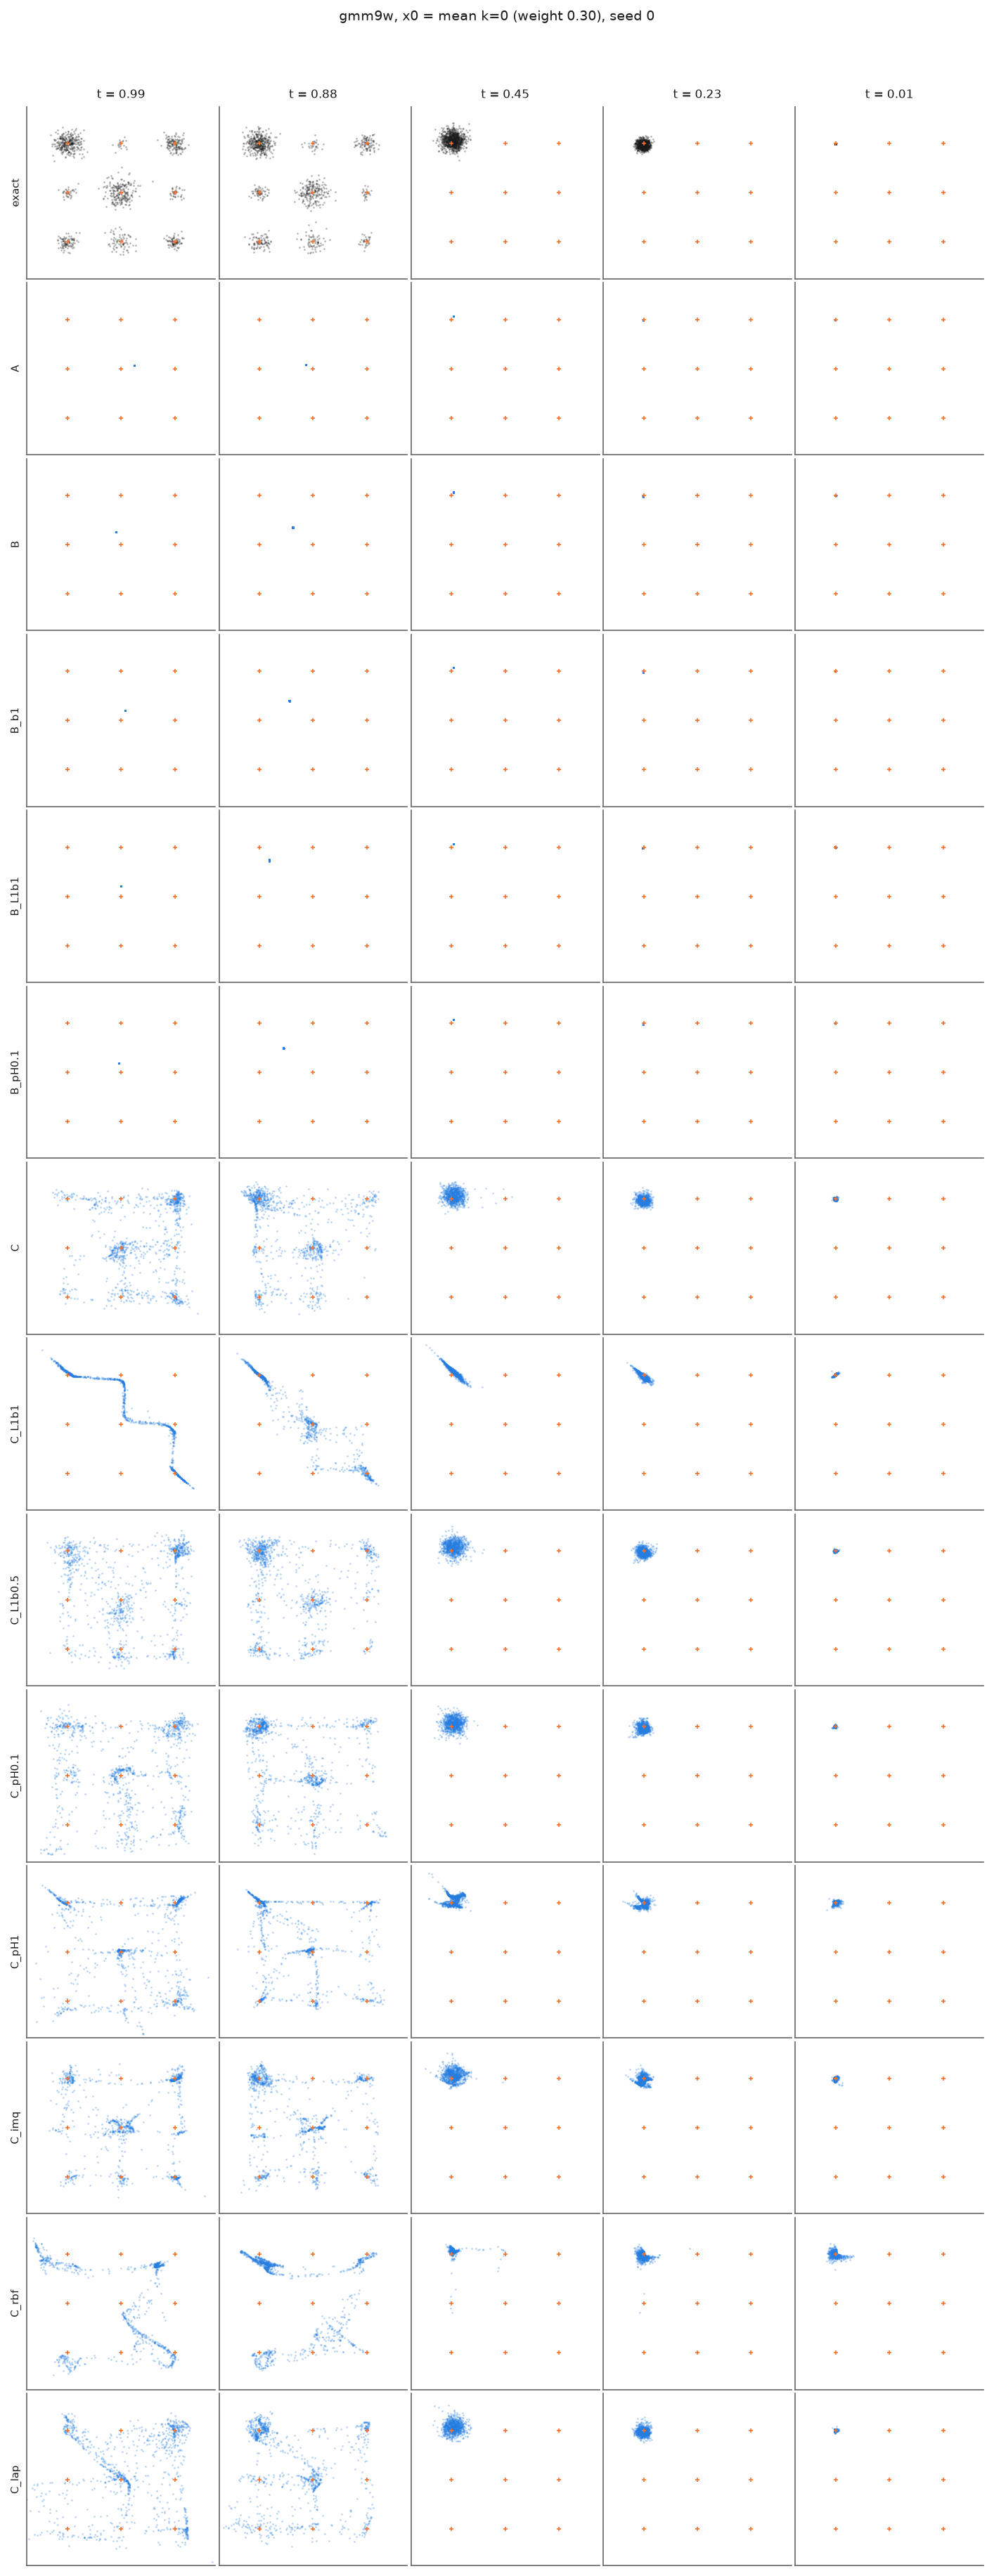 gmm9w, x0 = mean k=0 (weight 0.30), seed 0
t = 0.99 t = 0.88 t = 0.45 t = 0.23 t = 0.01
exact
A
B
B_b1
B_L1b1
B_pH0.1
C
C_L1b1
C_L1b0.5
C_pH0.1
C_pH1
C_imq
C_rbf
C_lap